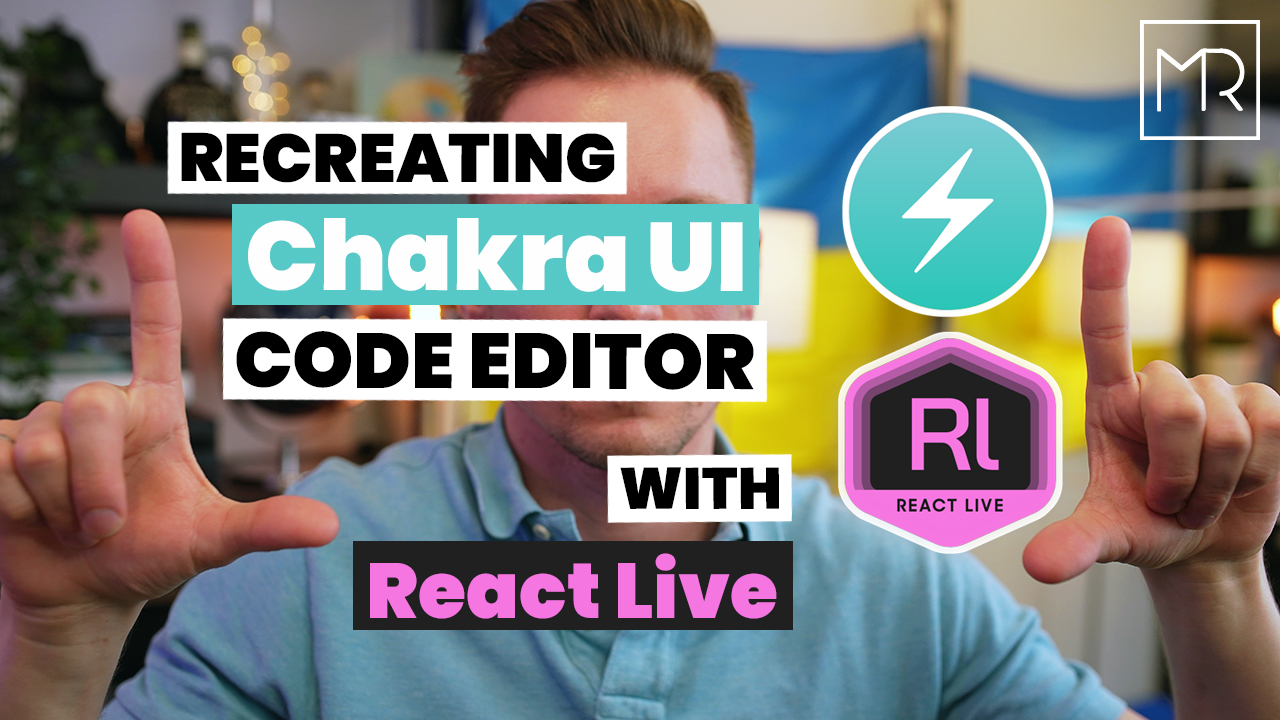 RECREATING
Chakra UI
CODE EDITOR
WITH
React Live
MR
Rl
REACT LIVE